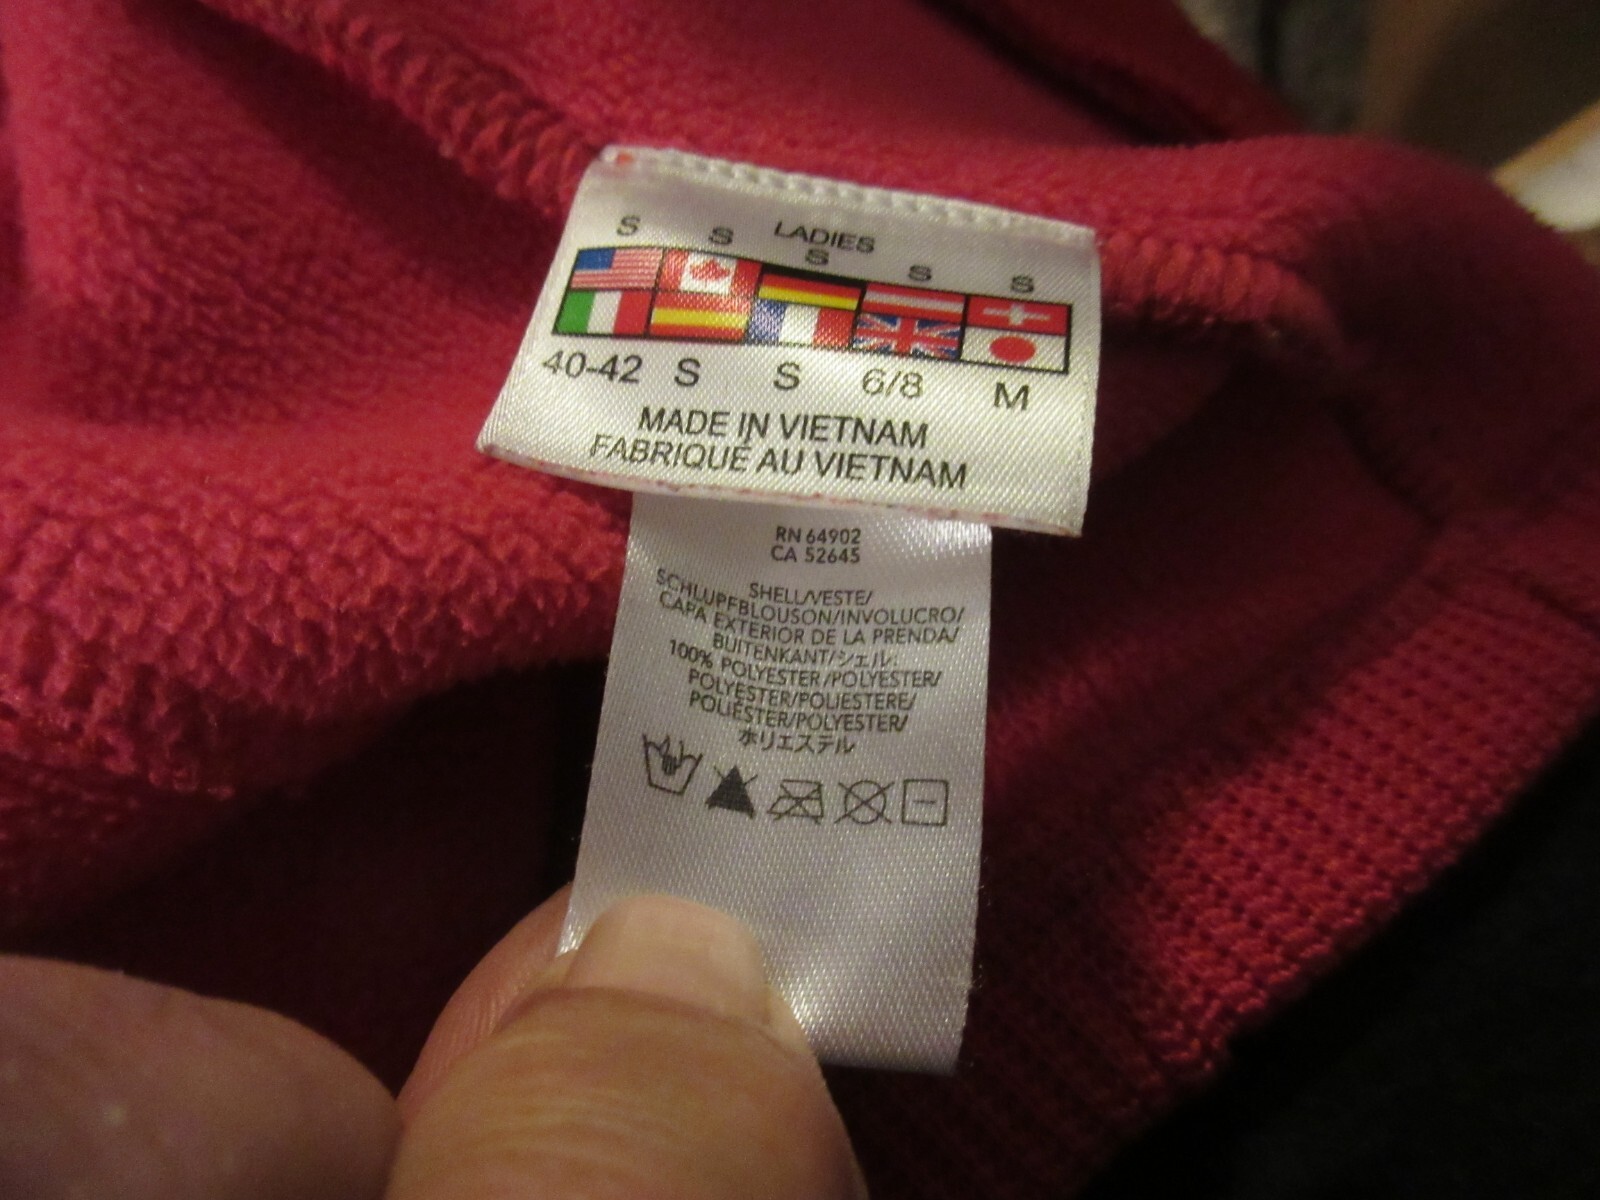 LADIES
S S S S S
40-42 S S 6/8 M
MADE IN VIETNAM
FABRIQUÉ AU VIETNAM
RN 64902
CA 52645
SHELL/VESTE/
SCHLUPFBLOUSON/INVOLUCRO/
CAPA EXTERIOR DE LA PRENDA/
BUITENKANT/シェル:
100% POLYESTER/POLYESTER/
POLYESTER/POLIESTERE/
POLIÉSTER/POLYESTER/
ポリエステル